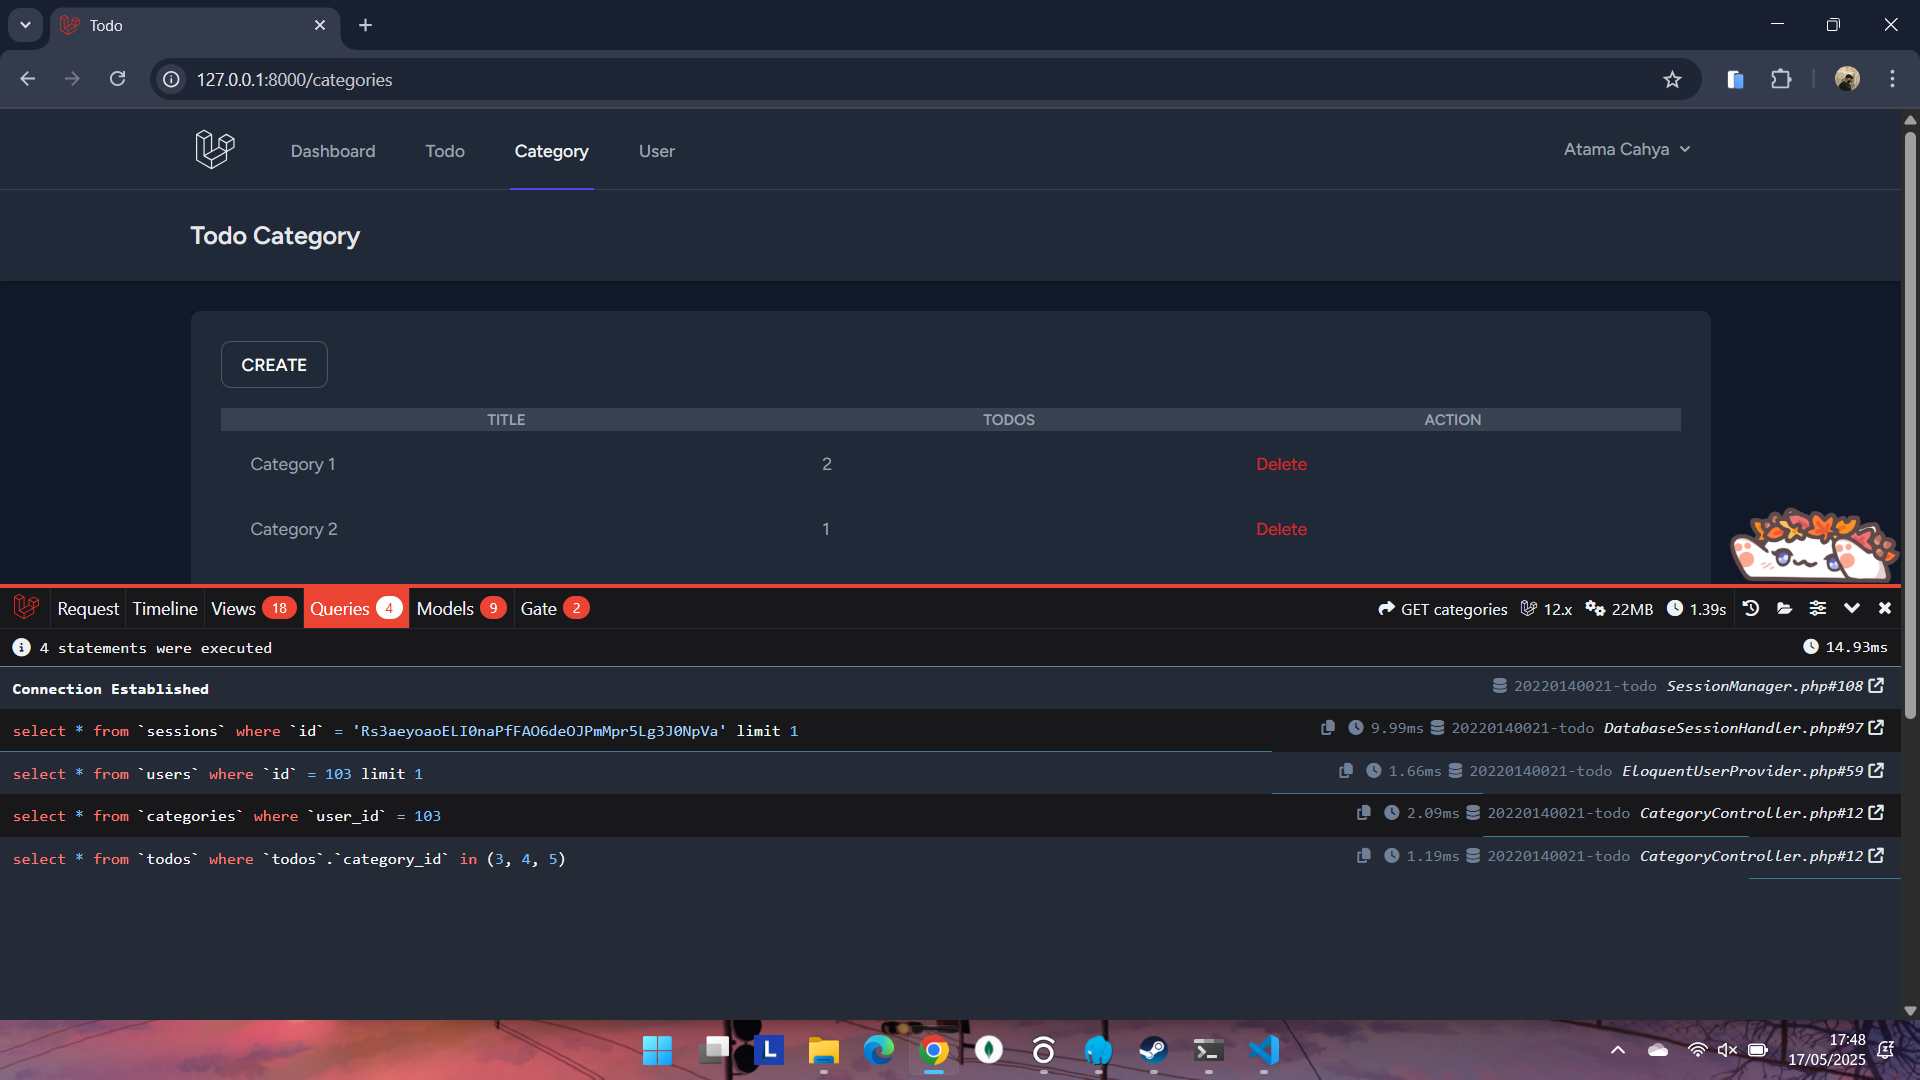 Todo
127.0.0.1:8000/categories
Dashboard Todo Category User Atama Cahya
Todo Category
CREATE
TITLE TODOS ACTION
Category 1 2 Delete
Category 2 1 Delete
Request Timeline Views 18 Queries 4 Models 9 Gate 2 GET categories 12.x 22MB 1.39s
4 statements were executed 14.93ms
Connection Established 20220140021-todo SessionManager.php#108
select * from `sessions` where `id` = 'Rs3aeyoaoELI0naPfFAO6deOJPmMpr5Lg3J0NpVa' limit 1 9.99ms 20220140021-todo DatabaseSessionHandler.php#97
select * from `users` where `id` = 103 limit 1 1.66ms 20220140021-todo EloquentUserProvider.php#59
select * from `categories` where `user_id` = 103 2.09ms 20220140021-todo CategoryController.php#12
select * from `todos` where `todos`.`category_id` in (3, 4, 5) 1.19ms 20220140021-todo CategoryController.php#12
L
17:48
17/05/2025